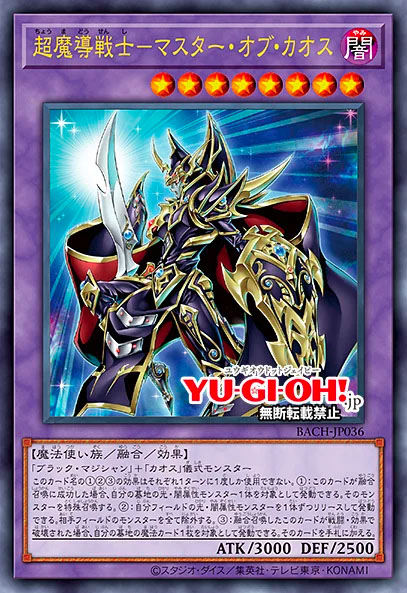 超魔導戦士－マスター・オブ・カオス
闇
ユウギオウドットジェイピー
YU-GI-OH!.jp
無断転載禁止
BACH-JP036
【魔法使い族／融合／効果】
「ブラック・マジシャン」＋「カオス」儀式モンスター
このカード名の①②③の効果はそれぞれ１ターンに１度しか使用できない。①：このカードが融合
召喚に成功した場合、自分の墓地の光・闇属性モンスター１体を対象として発動できる。そのモン
スターを特殊召喚する。②：自分フィールドの光・闇属性モンスターを１体ずつリリースして発動
できる。相手フィールドのモンスターを全て除外する。③：融合召喚したこのカードが戦闘・効果で
破壊された場合、自分の墓地の魔法カード１枚を対象として発動できる。そのカードを手札に加える。
ATK/3000 DEF/2500
©スタジオ・ダイス／集英社・テレビ東京・KONAMI